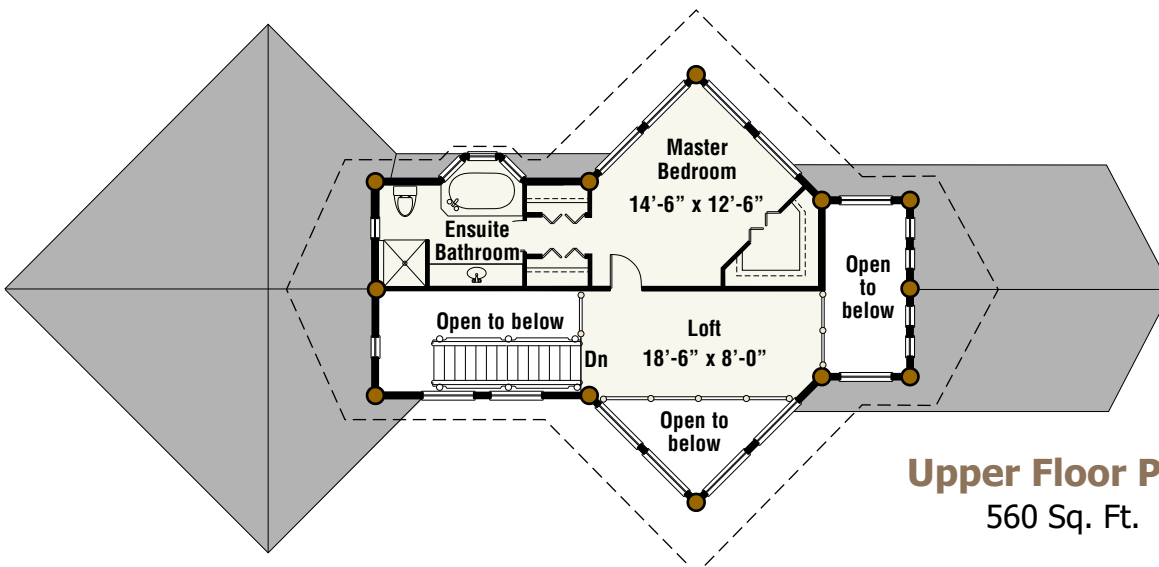 Master
Bedroom
14'-6” x 12'-6”
Ensuite
Bathroom
Open
to
below
Open to below
Loft
18'-6” x 8'-0”
Dn
Open to
below
Upper Floor P
560 Sq. Ft.